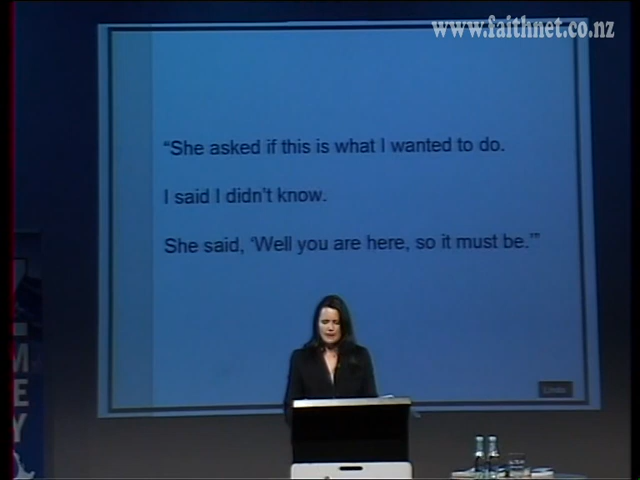 www.faithnet.co.nz
“She asked if this is what I wanted to do.
I said I didn’t know.
She said, ‘Well you are here, so it must be.’”
M
E
Y